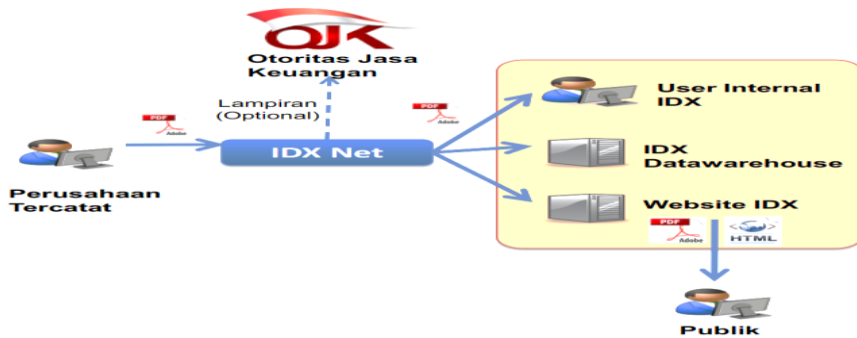 OJK
Otoritas Jasa
Keuangan
Lampiran
(Optional)
PDF
Adobe
PDF
Adobe
IDX Net
Perusahaan
Tercatat
User Internal
IDX
IDX
Datawarehouse
Website IDX
PDF
Adobe
HTML
Publik